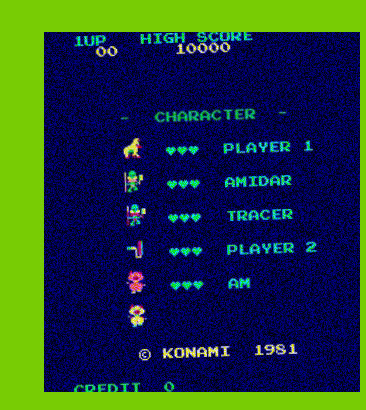 1UP HIGH SCORE
00 10000
- CHARACTER -
♥♥♥ PLAYER 1
♥♥♥ AMIDAR
♥♥♥ TRACER
♥♥♥ PLAYER 2
♥♥♥ AM
© KONAMI 1981
CREDIT 0